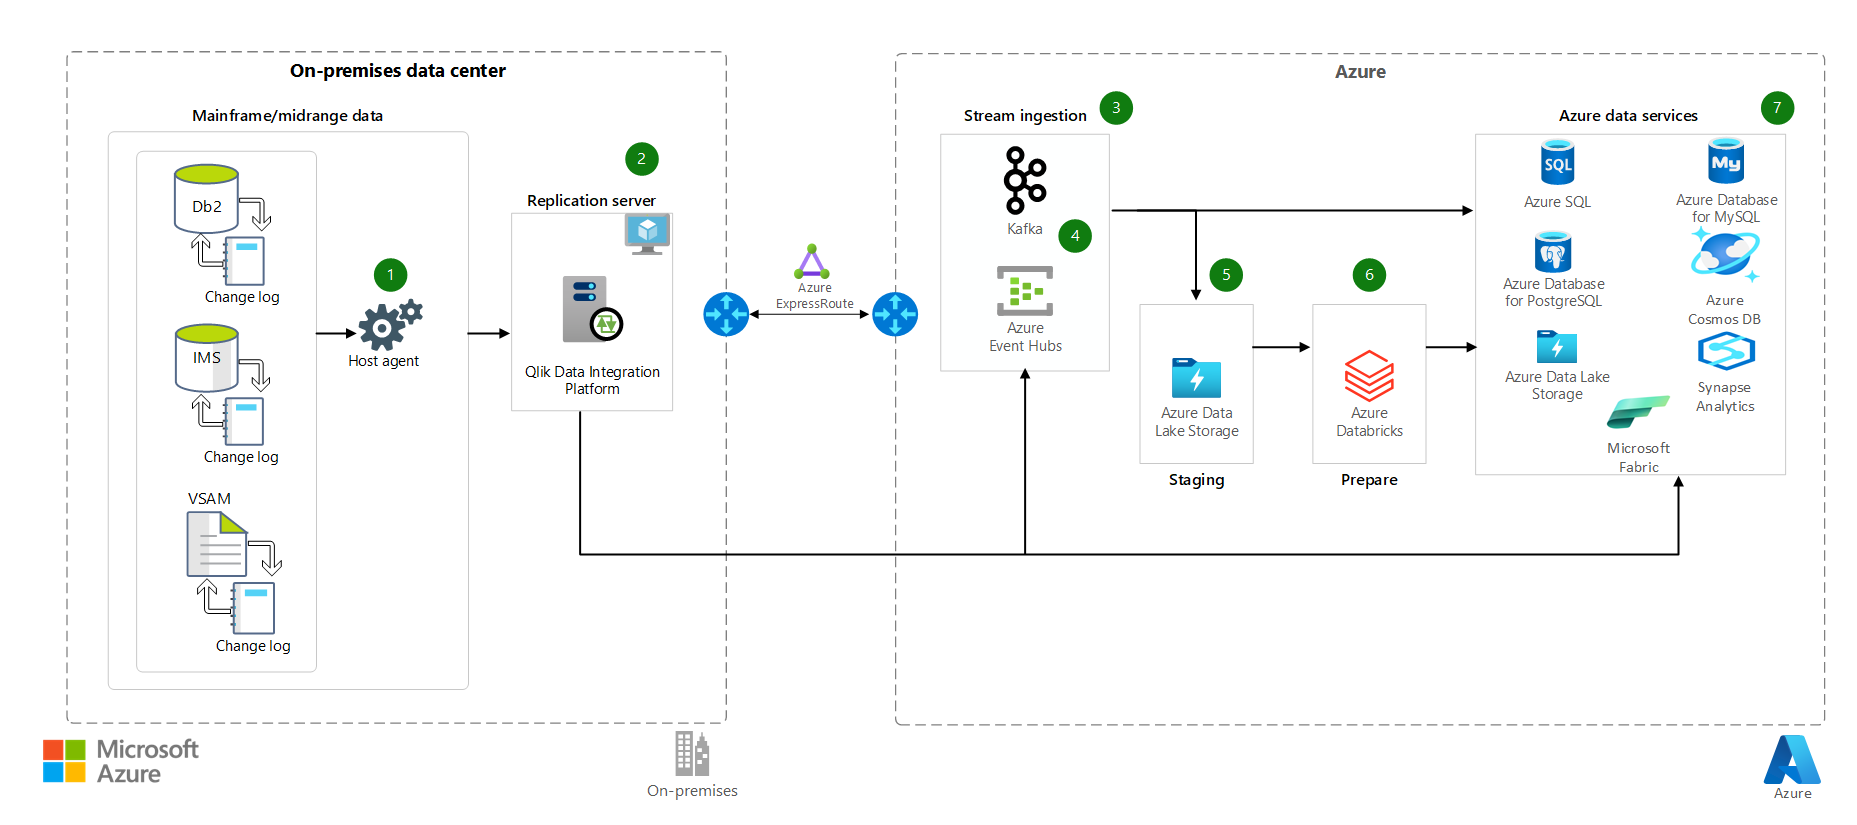 On-premises data center
Mainframe/midrange data
Db2
Change log
IMS
Change log
VSAM
Change log
1
Host agent
2
Replication server
Qlik Data Integration
Platform
Azure
ExpressRoute
Azure
Stream ingestion
3
Kafka
4
Azure
Event Hubs
5
Azure Data
Lake Storage
Staging
6
Azure
Databricks
Prepare
Azure data services
7
Azure SQL
Azure Database
for MySQL
Azure Database
for PostgreSQL
Azure
Cosmos DB
Azure Data Lake
Storage
Synapse
Analytics
Microsoft
Fabric
Microsoft
Azure
On-premises
Azure
SQL
My